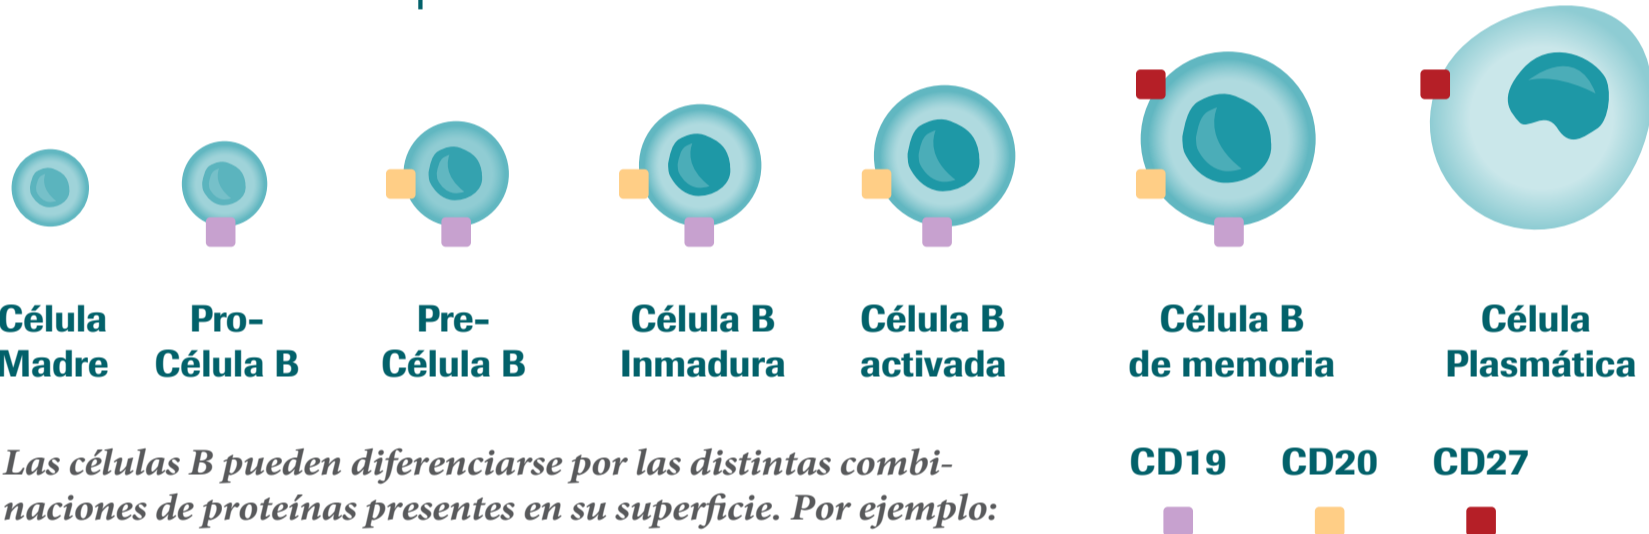 Célula
Madre
Pro-
Célula B
Pre-
Célula B
Célula B
Inmadura
Célula B
activada
Célula B
de memoria
Célula
Plasmática
Las células B pueden diferenciarse por las distintas combi-
naciones de proteínas presentes en su superficie. Por ejemplo:
CD19 CD20 CD27